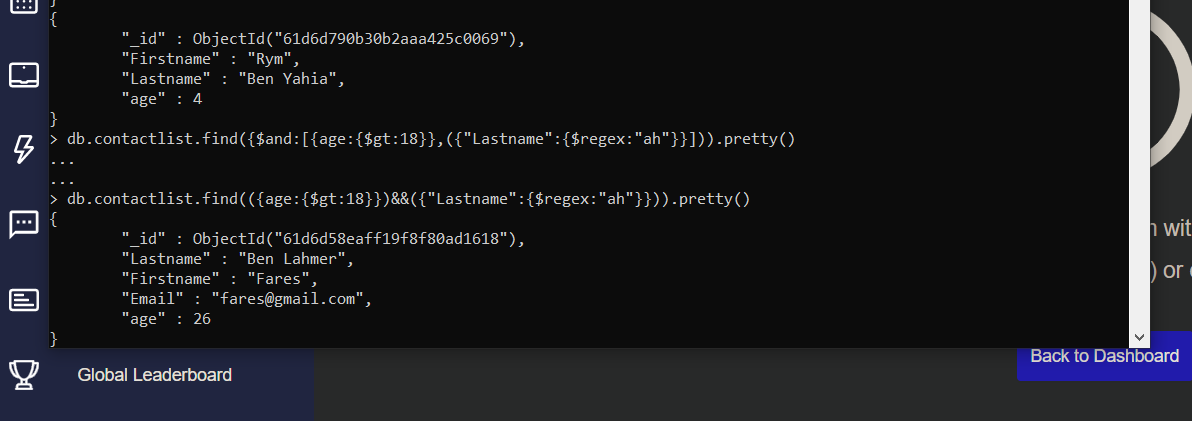 }
{
        "_id" : ObjectId("61d6d790b30b2aaa425c0069"),
        "Firstname" : "Rym",
        "Lastname" : "Ben Yahia",
        "age" : 4
}
> db.contactlist.find({$and:[{age:{$gt:18}},({"Lastname":{$regex:"ah"}}])).pretty()
...
...
> db.contactlist.find(({age:{$gt:18}})&&({"Lastname":{$regex:"ah"}})).pretty()
{
        "_id" : ObjectId("61d6d58eaff19f8f80ad1618"),
        "Lastname" : "Ben Lahmer",
        "Firstname" : "Fares",
        "Email" : "fares@gmail.com",
        "age" : 26
}
) or
Back to Dashboard
Global Leaderboard